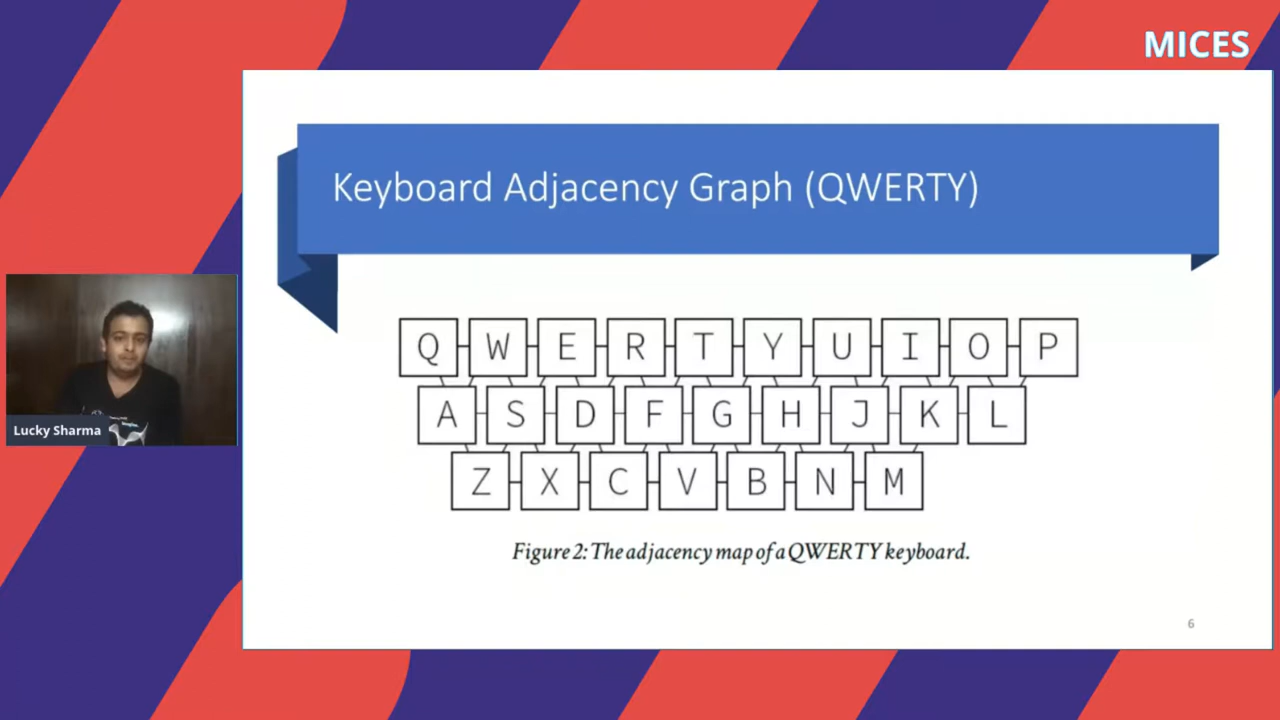 MICES
Keyboard Adjacency Graph (QWERTY)
Q W E R T Y U I O P
A S D F G H J K L
Z X C V B N M
Lucky Sharma
Figure 2: The adjacency map of a QWERTY keyboard.
6